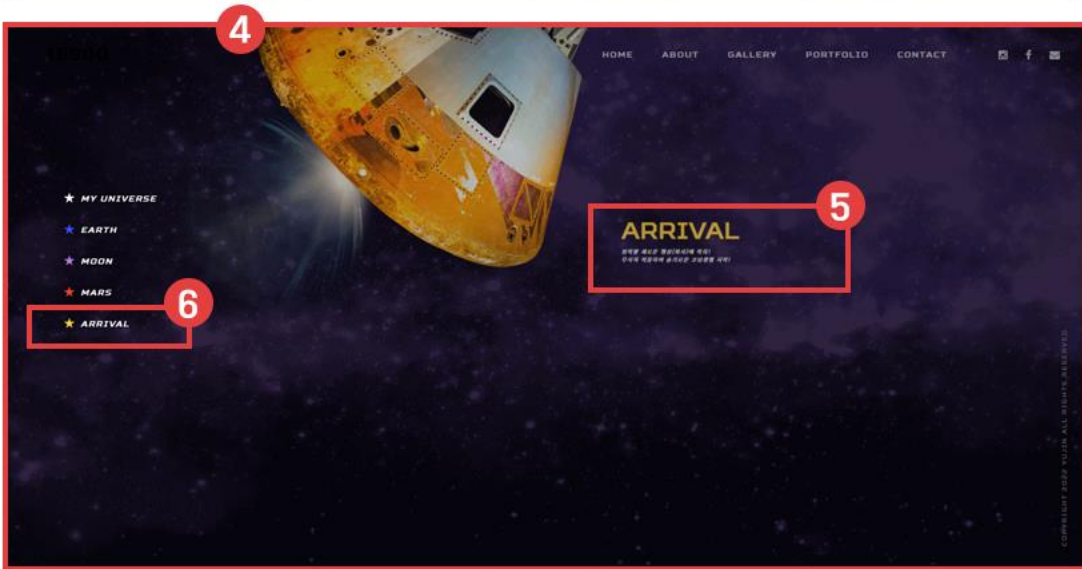 4
HOME ABOUT GALLERY PORTFOLIO CONTACT
MY UNIVERSE
EARTH
MOON
MARS
6
ARRIVAL
5
ARRIVAL
COPYRIGHT 2022 YUJIN ALL RIGHTS RESERVED